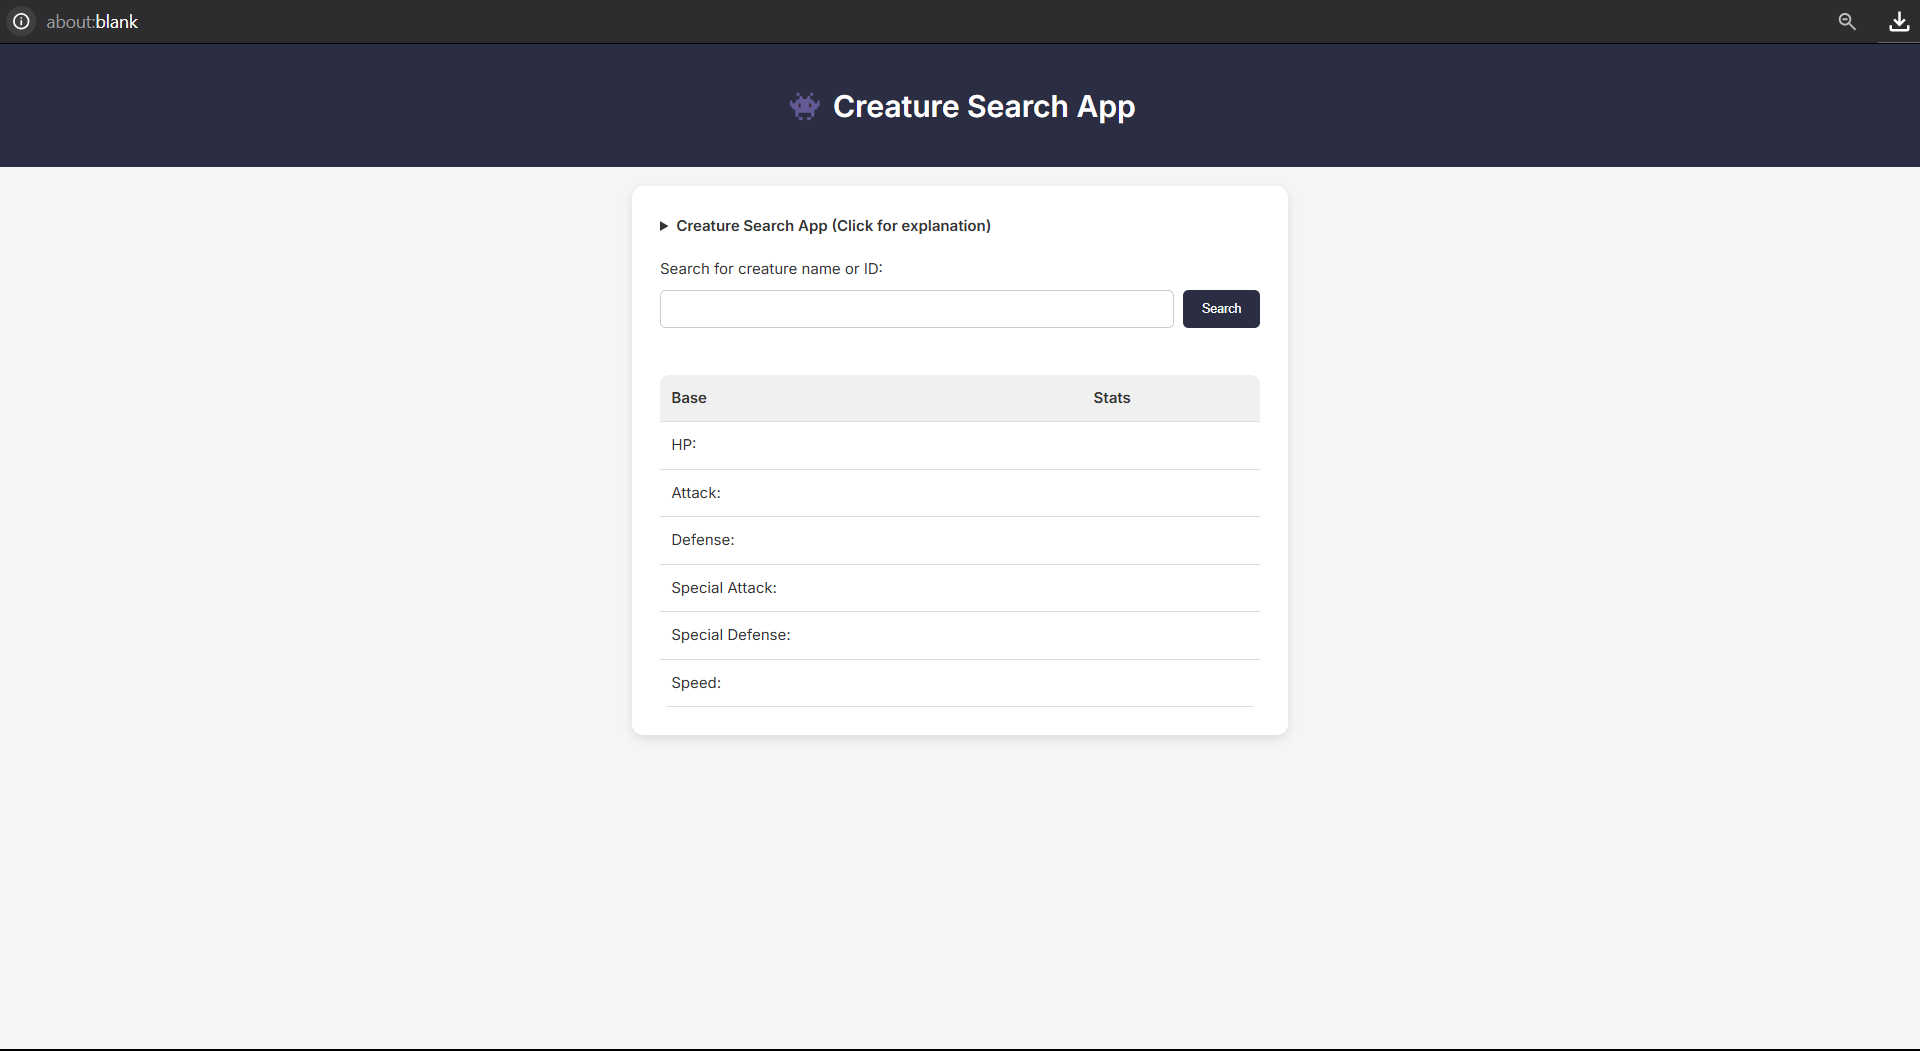 about:blank
👾 Creature Search App
▶ Creature Search App (Click for explanation)
Search for creature name or ID:
Search
Base Stats
HP:
Attack:
Defense:
Special Attack:
Special Defense:
Speed: